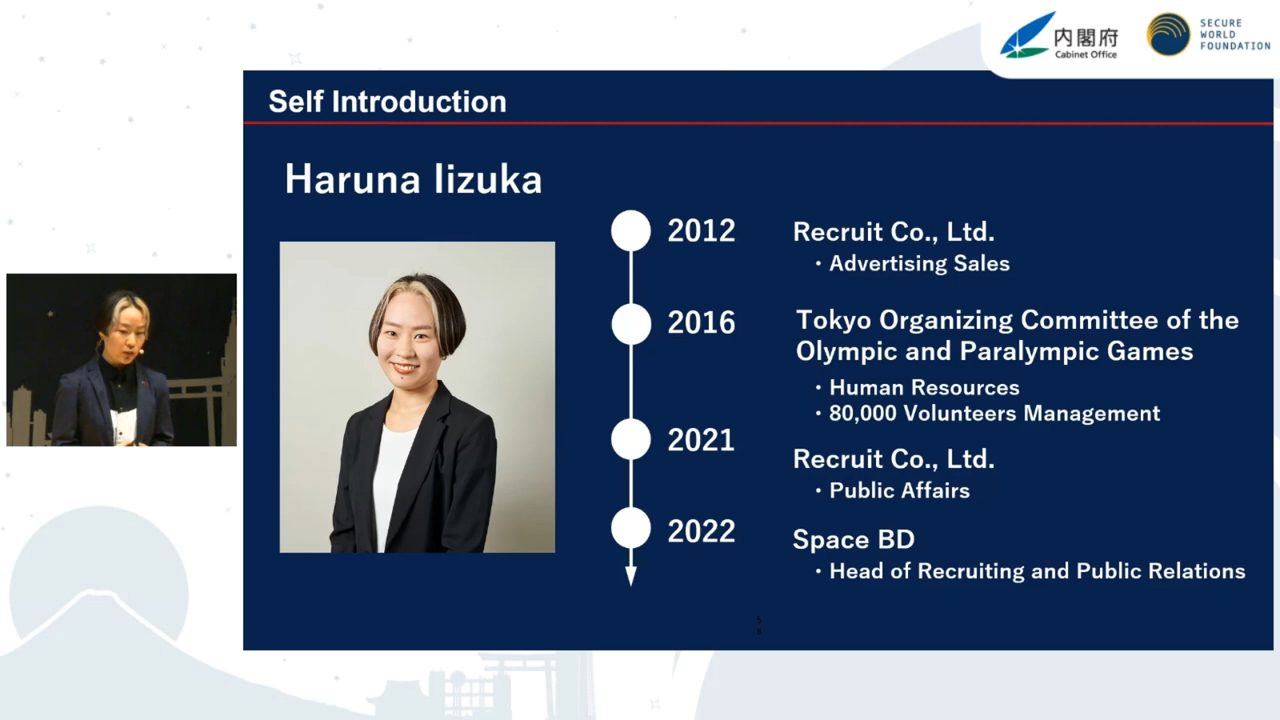 内閣府
Cabinet Office
SECURE
WORLD
FOUNDATION
Self Introduction
Haruna Iizuka
2012
Recruit Co., Ltd.
・Advertising Sales
2016
Tokyo Organizing Committee of the
Olympic and Paralympic Games
・Human Resources
・80,000 Volunteers Management
2021
Recruit Co., Ltd.
・Public Affairs
2022
Space BD
・Head of Recruiting and Public Relations